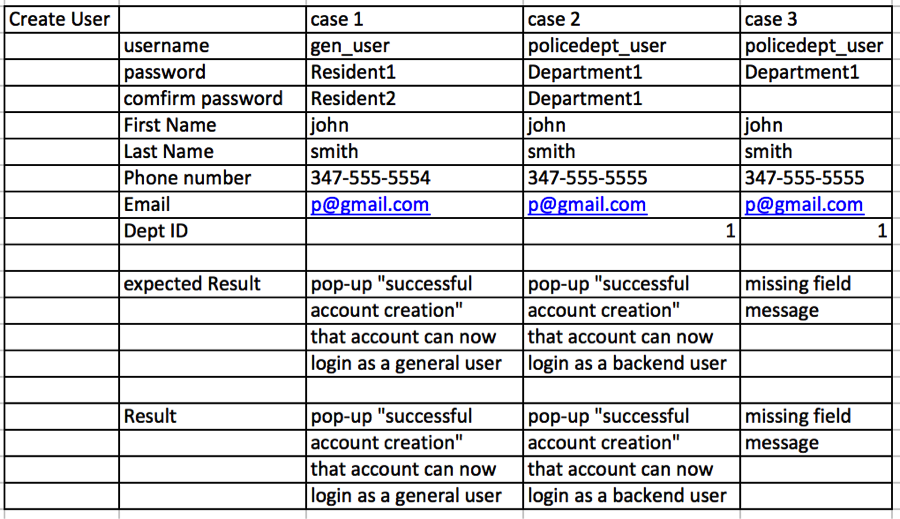 Create User case 1 case 2 case 3
username gen_user policedept_user policedept_user
password Resident1 Department1 Department1
comfirm password Resident2 Department1
First Name john john john
Last Name smith smith smith
Phone number 347-555-5554 347-555-5555 347-555-5555
Email p@gmail.com p@gmail.com p@gmail.com
Dept ID 1 1
expected Result pop-up "successful pop-up "successful missing field
account creation" account creation" message
that account can now that account can now
login as a general user login as a backend user
Result pop-up "successful pop-up "successful missing field
account creation" account creation" message
that account can now that account can now
login as a general user login as a backend user